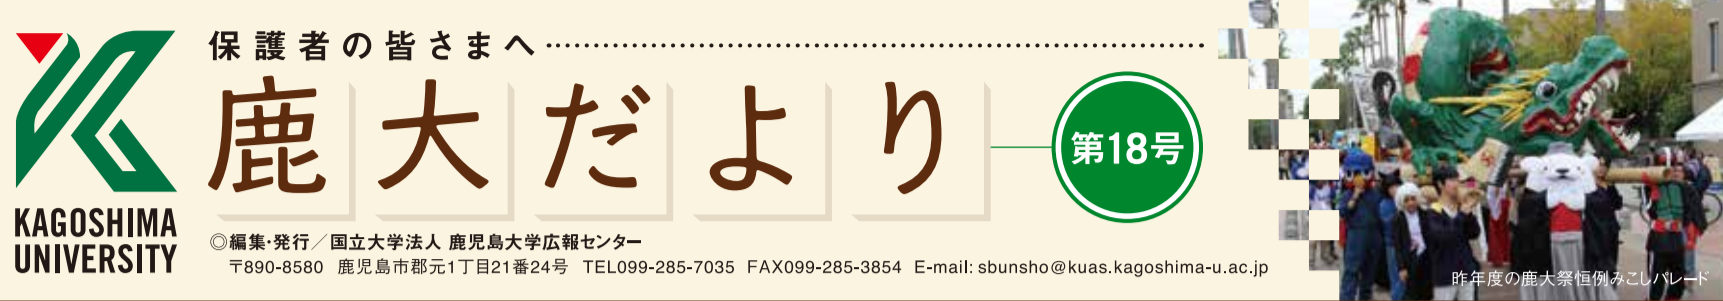 KAGOSHIMA
UNIVERSITY
保護者の皆さまへ
鹿大だより
第18号
◎編集・発行／国立大学法人 鹿児島大学広報センター
〒890-8580 鹿児島市郡元1丁目21番24号 TEL099-285-7035 FAX099-285-3854 E-mail: sbunsho@kuas.kagoshima-u.ac.jp
昨年度の鹿大祭恒例みこしパレード